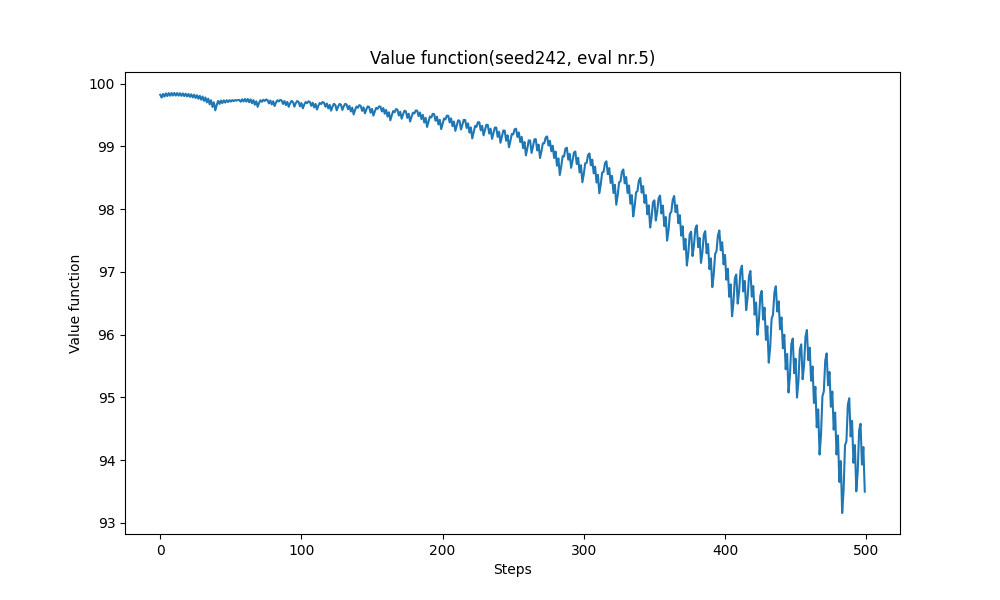 Value function(seed242, eval nr.5)
100
99
98
97
96
95
94
93
Value function
0 100 200 300 400 500
Steps